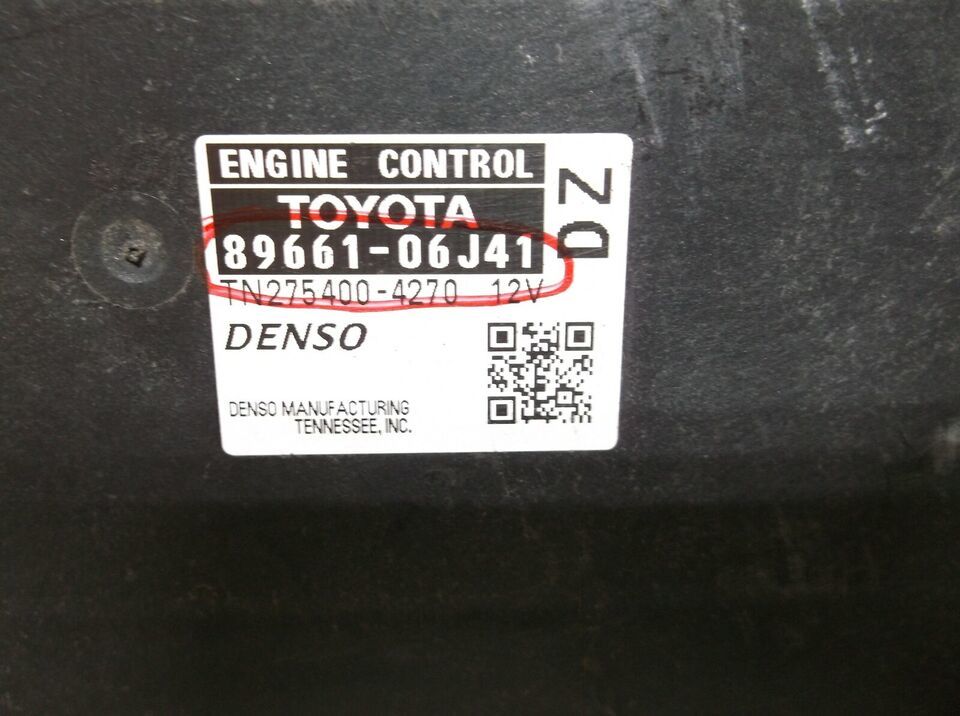 ENGINE CONTROL
TOYOTA
89661-06J41
TN275400-4270 12V
DZ
DENSO
DENSO MANUFACTURING
TENNESSEE, INC.